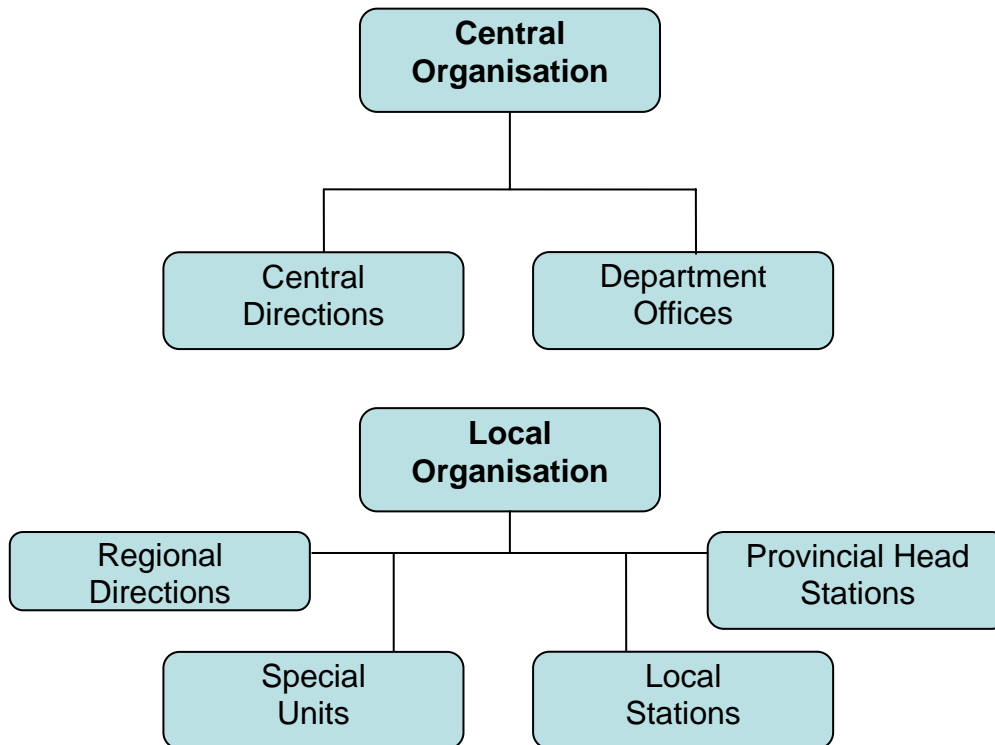 Central
Organisation
Central
Directions
Department
Offices
Local
Organisation
Regional
Directions
Provincial Head
Stations
Special
Units
Local
Stations